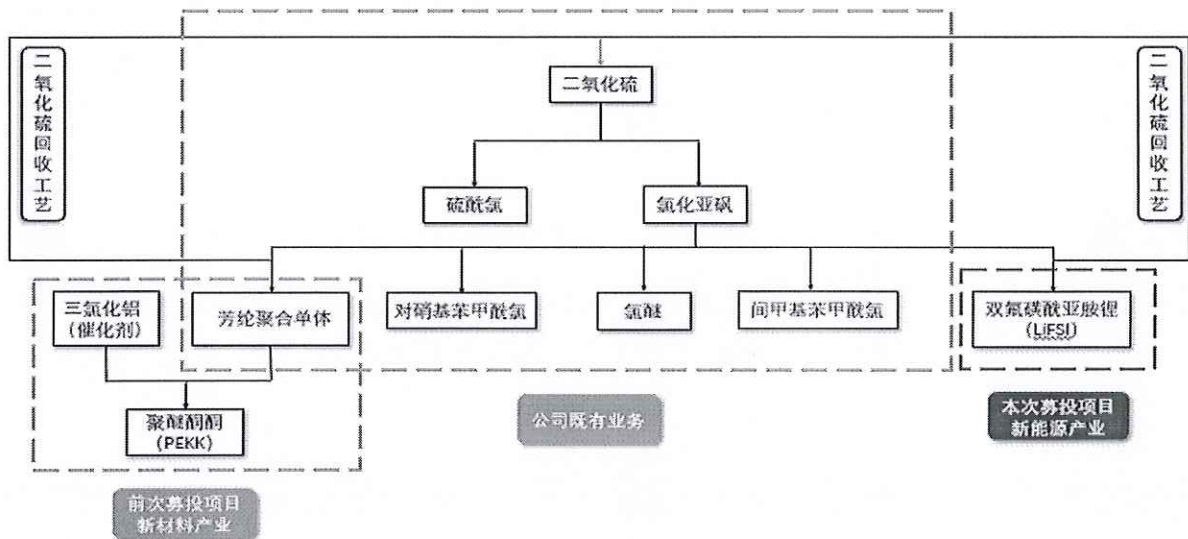 二氧化硫回收工艺
二氧化硫
二氧化硫回收工艺
硫酰氯
氯化亚砜
三氯化铝
(催化剂)
芳纶聚合单体
对硝基苯甲酰氯
氯醚
间甲基苯甲酰氯
双氟磺酰亚胺锂
(LiFSI)
聚醚酮酮
(PEKK)
公司既有业务
本次募投项目
新能源产业
前次募投项目
新材料产业